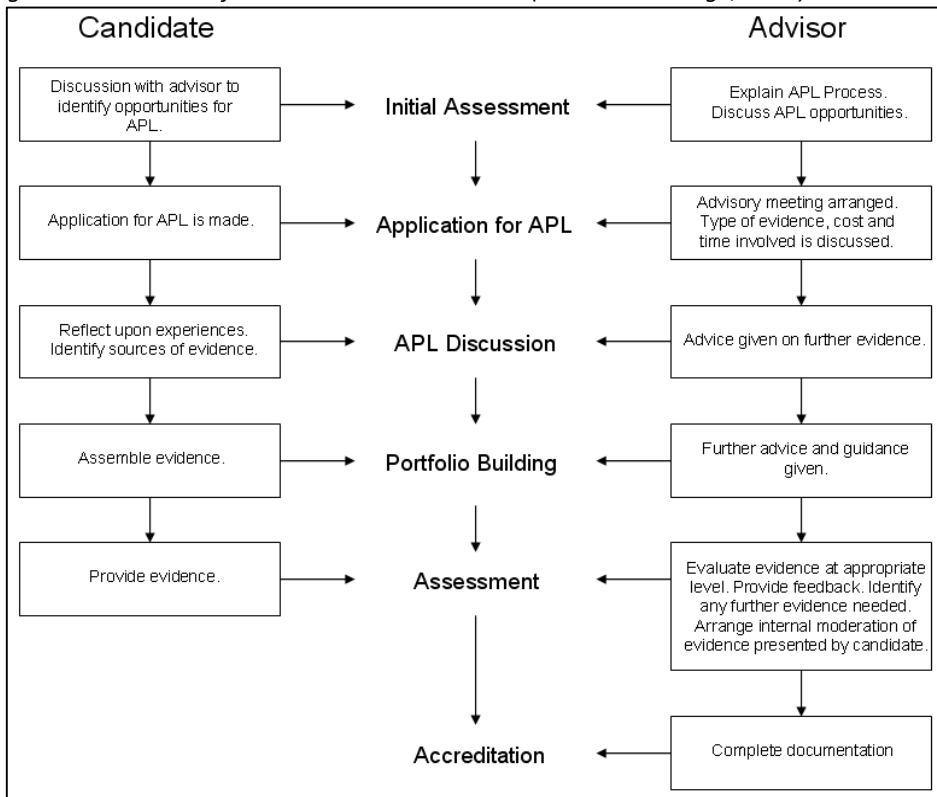 Candidate
Advisor
Discussion with advisor to
identify opportunities for
APL.
Initial Assessment
Explain APL Process.
Discuss APL opportunities.
Application for APL is made.
Application for APL
Advisory meeting arranged.
Type of evidence, cost and
time involved is discussed.
Reflect upon experiences.
Identify sources of evidence.
APL Discussion
Advice given on further evidence.
Assemble evidence.
Portfolio Building
Further advice and guidance
given.
Provide evidence.
Assessment
Evaluate evidence at appropriate
level. Provide feedback. Identify
any further evidence needed.
Arrange internal moderation of
evidence presented by candidate.
Accreditation
Complete documentation